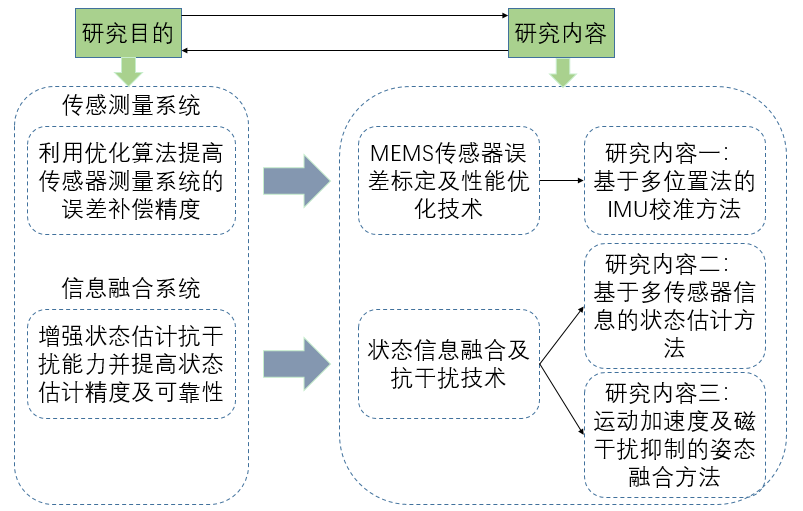 研究目的
研究内容
传感测量系统
利用优化算法提高
传感器测量系统的
误差补偿精度
信息融合系统
增强状态估计抗干
扰能力并提高状态
估计精度及可靠性
MEMS传感器误
差标定及性能优
化技术
状态信息融合及
抗干扰技术
研究内容一：
基于多位置法的
IMU校准方法
研究内容二：
基于多传感器信
息的状态估计方
法
研究内容三：
运动加速度及磁
干扰抑制的姿态
融合方法